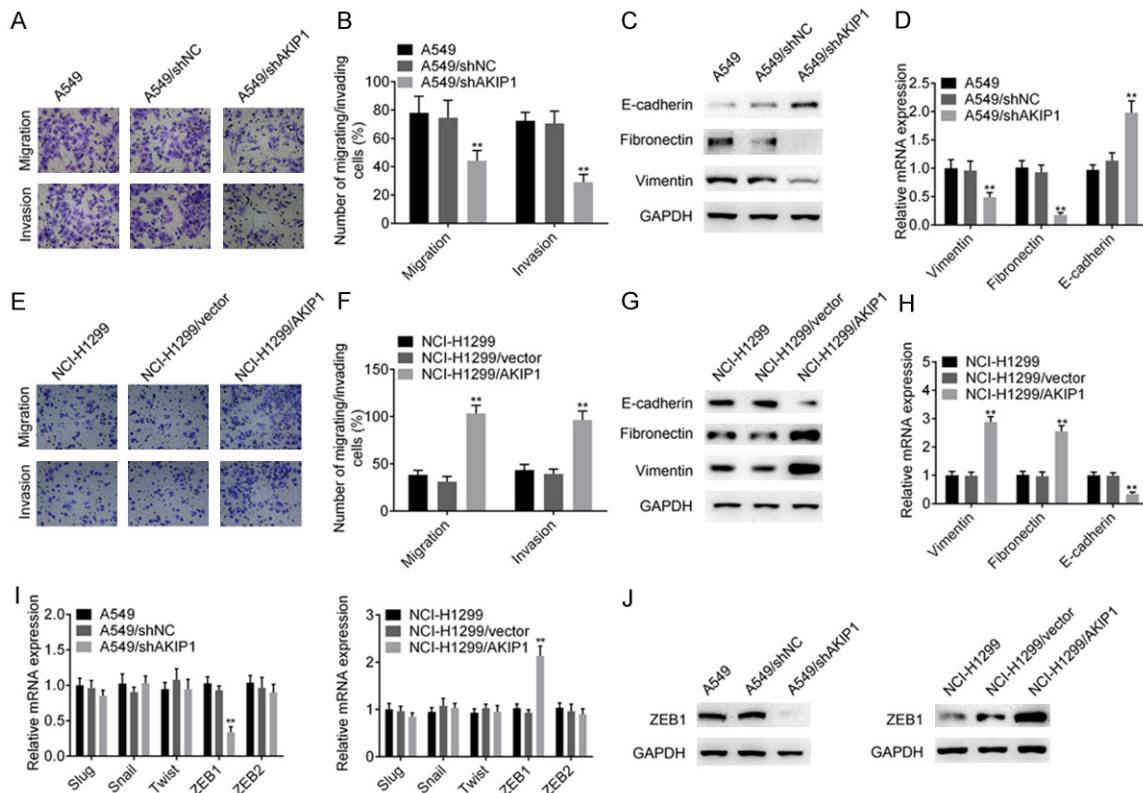 A
A549
A549/shNC
A549/shAKIP1
Migration
Invasion
B
A549
A549/shNC
A549/shAKIP1
Number of migrating/invading
cells (%)
100
80
60
40
20
0
**
**
Migration
Invasion
C
A549
A549/shNC
A549/shAKIP1
E-cadherin
Fibronectin
Vimentin
GAPDH
D
A549
A549/shNC
A549/shAKIP1
Relative mRNA expression
2.5
2.0
1.5
1.0
0.5
0.0
**
**
**
Vimentin
Fibronectin
E-cadherin
E
NCI-H1299
NCI-H1299/vector
NCI-H1299/AKIP1
Migration
Invasion
F
NCI-H1299
NCI-H1299/vector
NCI-H1299/AKIP1
Number of migrating/invading
cells (%)
150
100
50
0
**
**
Migration
Invasion
G
NCI-H1299
NCI-H1299/vector
NCI-H1299/AKIP1
E-cadherin
Fibronectin
Vimentin
GAPDH
H
NCI-H1299
NCI-H1299/vector
NCI-H1299/AKIP1
Relative mRNA expression
5
4
3
2
1
0
**
**
**
Vimentin
Fibronectin
E-cadherin
I
A549
A549/shNC
A549/shAKIP1
Relative mRNA expression
2.0
1.5
1.0
0.5
0.0
**
Slug
Snail
Twist
ZEB1
ZEB2
NCI-H1299
NCI-H1299/vector
NCI-H1299/AKIP1
Relative mRNA expression
3
2
1
0
**
Slug
Snail
Twist
ZEB1
ZEB2
J
A549
A549/shNC
A549/shAKIP1
ZEB1
GAPDH
NCI-H1299
NCI-H1299/vector
NCI-H1299/AKIP1
ZEB1
GAPDH